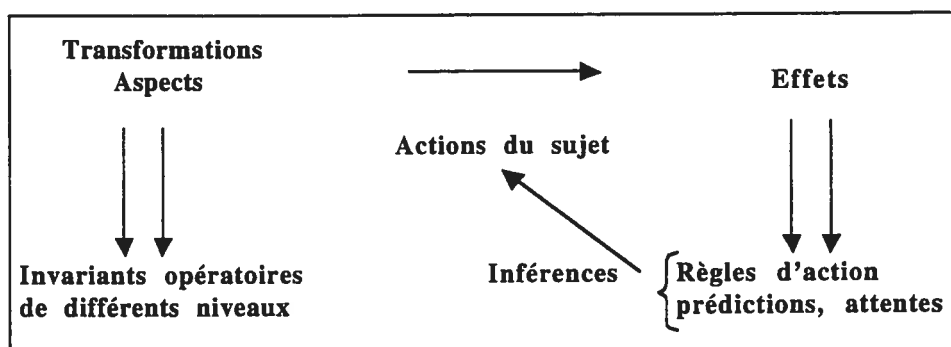 Transformations
Aspects
Effets
Actions du sujet
Invariants opératoires
de différents niveaux
Inférences
Règles d'action
prédictions, attentes